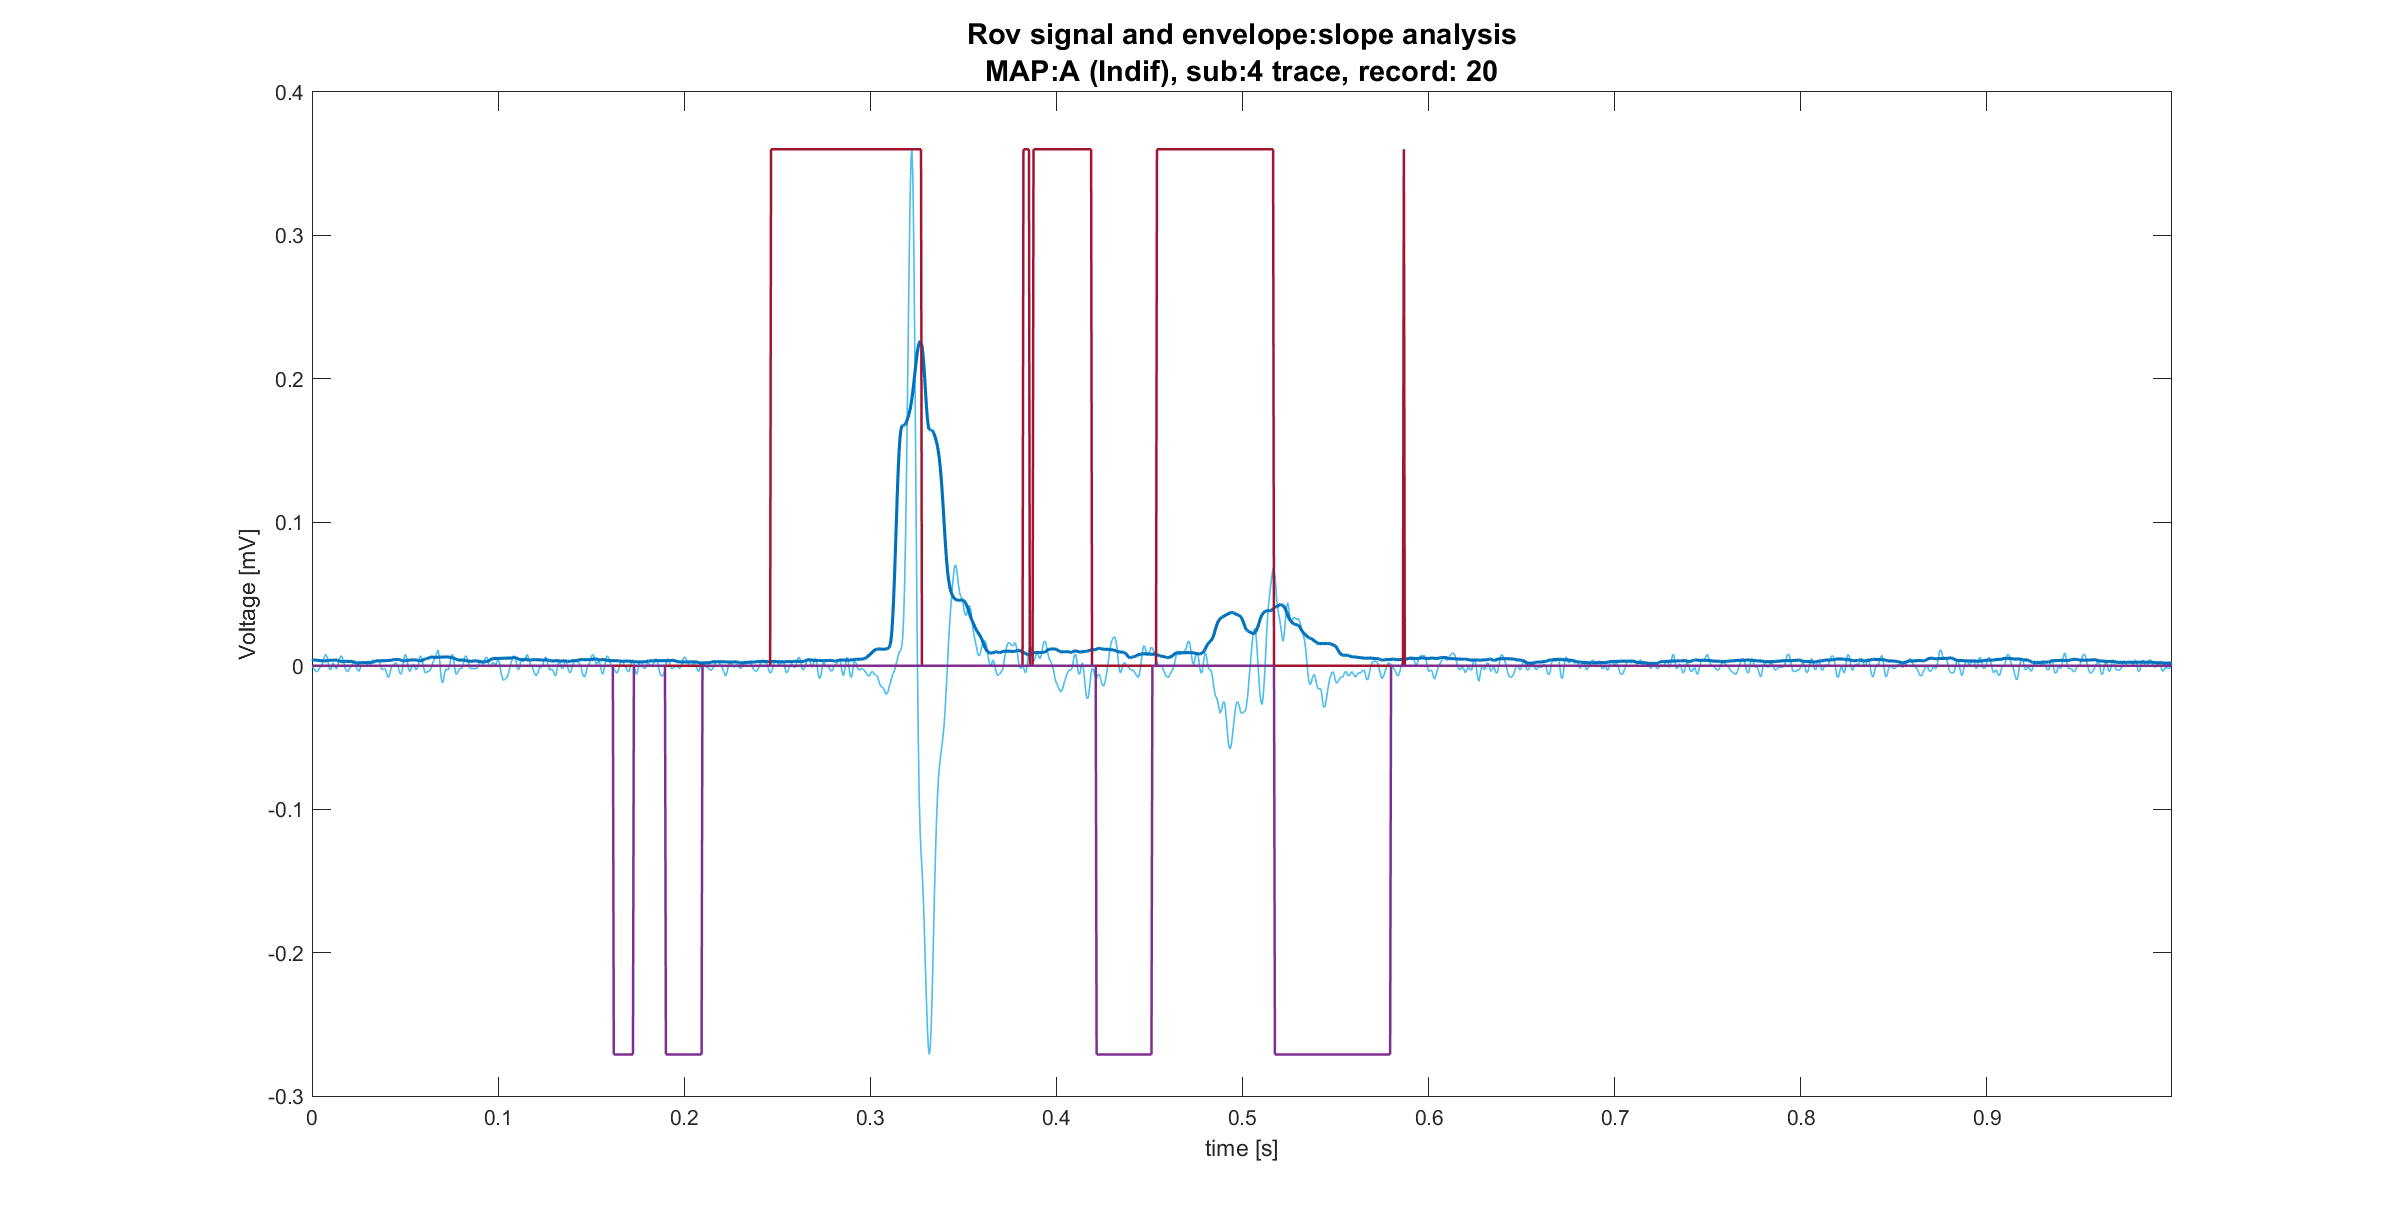 Rov signal and envelope:slope analysis
MAP:A (Indif), sub:4 trace, record: 20
0.4
0.3
0.2
0.1
0
-0.1
-0.2
-0.3
Voltage [mV]
0 0.1 0.2 0.3 0.4 0.5 0.6 0.7 0.8 0.9
time [s]